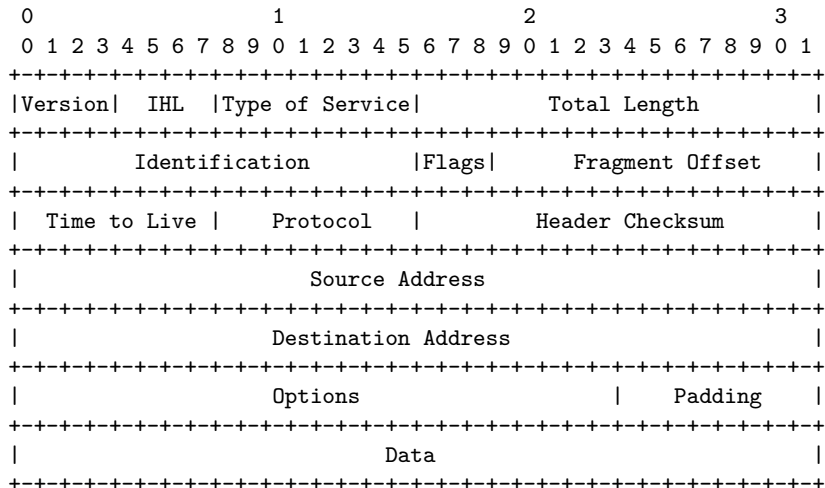 0                   1                   2                   3
 0 1 2 3 4 5 6 7 8 9 0 1 2 3 4 5 6 7 8 9 0 1 2 3 4 5 6 7 8 9 0 1
+-+-+-+-+-+-+-+-+-+-+-+-+-+-+-+-+-+-+-+-+-+-+-+-+-+-+-+-+-+-+-+-+
|Version|  IHL  |Type of Service|          Total Length         |
+-+-+-+-+-+-+-+-+-+-+-+-+-+-+-+-+-+-+-+-+-+-+-+-+-+-+-+-+-+-+-+-+
|         Identification        |Flags|      Fragment Offset    |
+-+-+-+-+-+-+-+-+-+-+-+-+-+-+-+-+-+-+-+-+-+-+-+-+-+-+-+-+-+-+-+-+
|  Time to Live |    Protocol   |         Header Checksum       |
+-+-+-+-+-+-+-+-+-+-+-+-+-+-+-+-+-+-+-+-+-+-+-+-+-+-+-+-+-+-+-+-+
|                       Source Address                          |
+-+-+-+-+-+-+-+-+-+-+-+-+-+-+-+-+-+-+-+-+-+-+-+-+-+-+-+-+-+-+-+-+
|                    Destination Address                        |
+-+-+-+-+-+-+-+-+-+-+-+-+-+-+-+-+-+-+-+-+-+-+-+-+-+-+-+-+-+-+-+-+
|                    Options                    |    Padding    |
+-+-+-+-+-+-+-+-+-+-+-+-+-+-+-+-+-+-+-+-+-+-+-+-+-+-+-+-+-+-+-+-+
|                             Data                              |
+-+-+-+-+-+-+-+-+-+-+-+-+-+-+-+-+-+-+-+-+-+-+-+-+-+-+-+-+-+-+-+-+